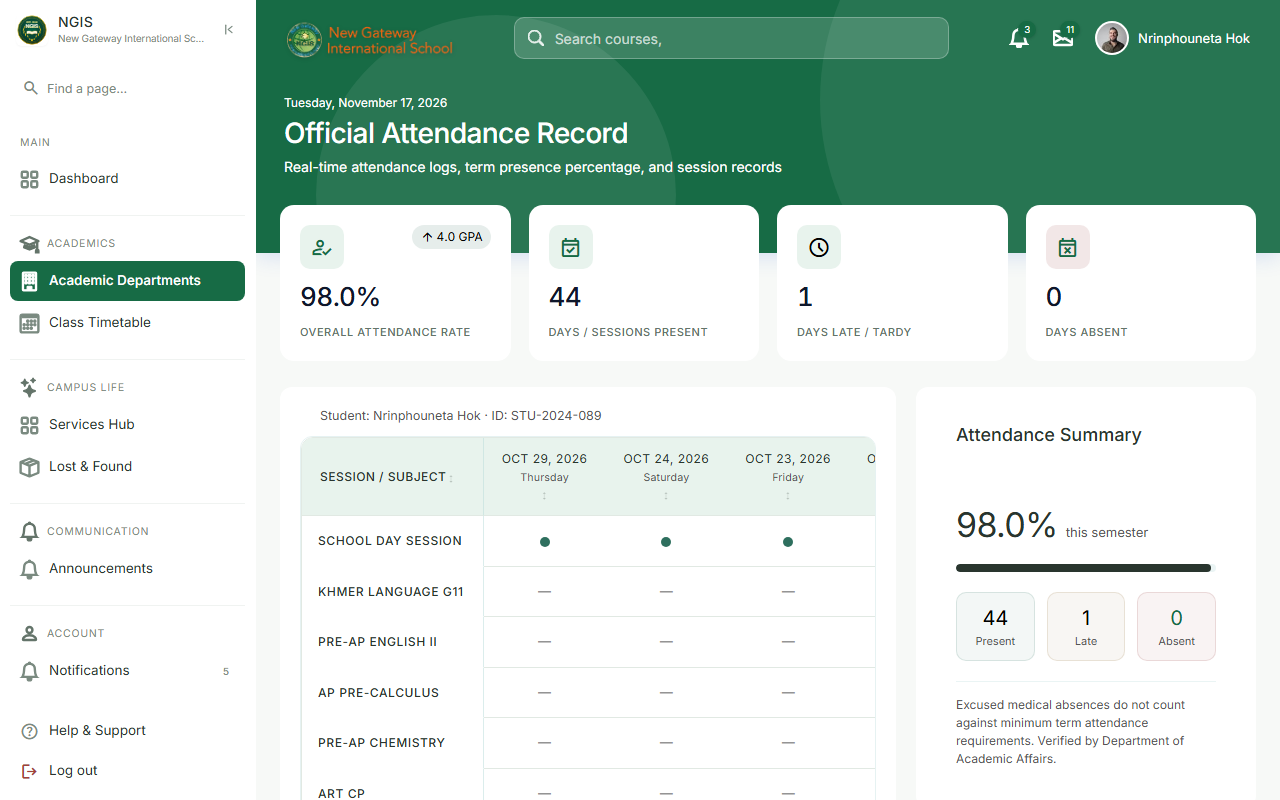 NGIS
New Gateway International Sc...
Find a page...
MAIN
Dashboard
ACADEMICS
Academic Departments
Class Timetable
CAMPUS LIFE
Services Hub
Lost & Found
COMMUNICATION
Announcements
ACCOUNT
Notifications 5
Help & Support
Log out
New Gateway
International School
Search courses,
3
11
Nrinphouneta Hok
Tuesday, November 17, 2026
Official Attendance Record
Real-time attendance logs, term presence percentage, and session records
↑ 4.0 GPA
98.0%
OVERALL ATTENDANCE RATE
44
DAYS / SESSIONS PRESENT
1
DAYS LATE / TARDY
0
DAYS ABSENT
Student: Nrinphouneta Hok · ID: STU-2024-089
SESSION / SUBJECT
OCT 29, 2026 OCT 24, 2026 OCT 23, 2026 O
Thursday Saturday Friday
SCHOOL DAY SESSION
KHMER LANGUAGE G11 — — —
PRE-AP ENGLISH II — — —
AP PRE-CALCULUS — — —
PRE-AP CHEMISTRY — — —
ART CP — — —
Attendance Summary
98.0% this semester
44 1 0
Present Late Absent
Excused medical absences do not count
against minimum term attendance
requirements. Verified by Department of
Academic Affairs.